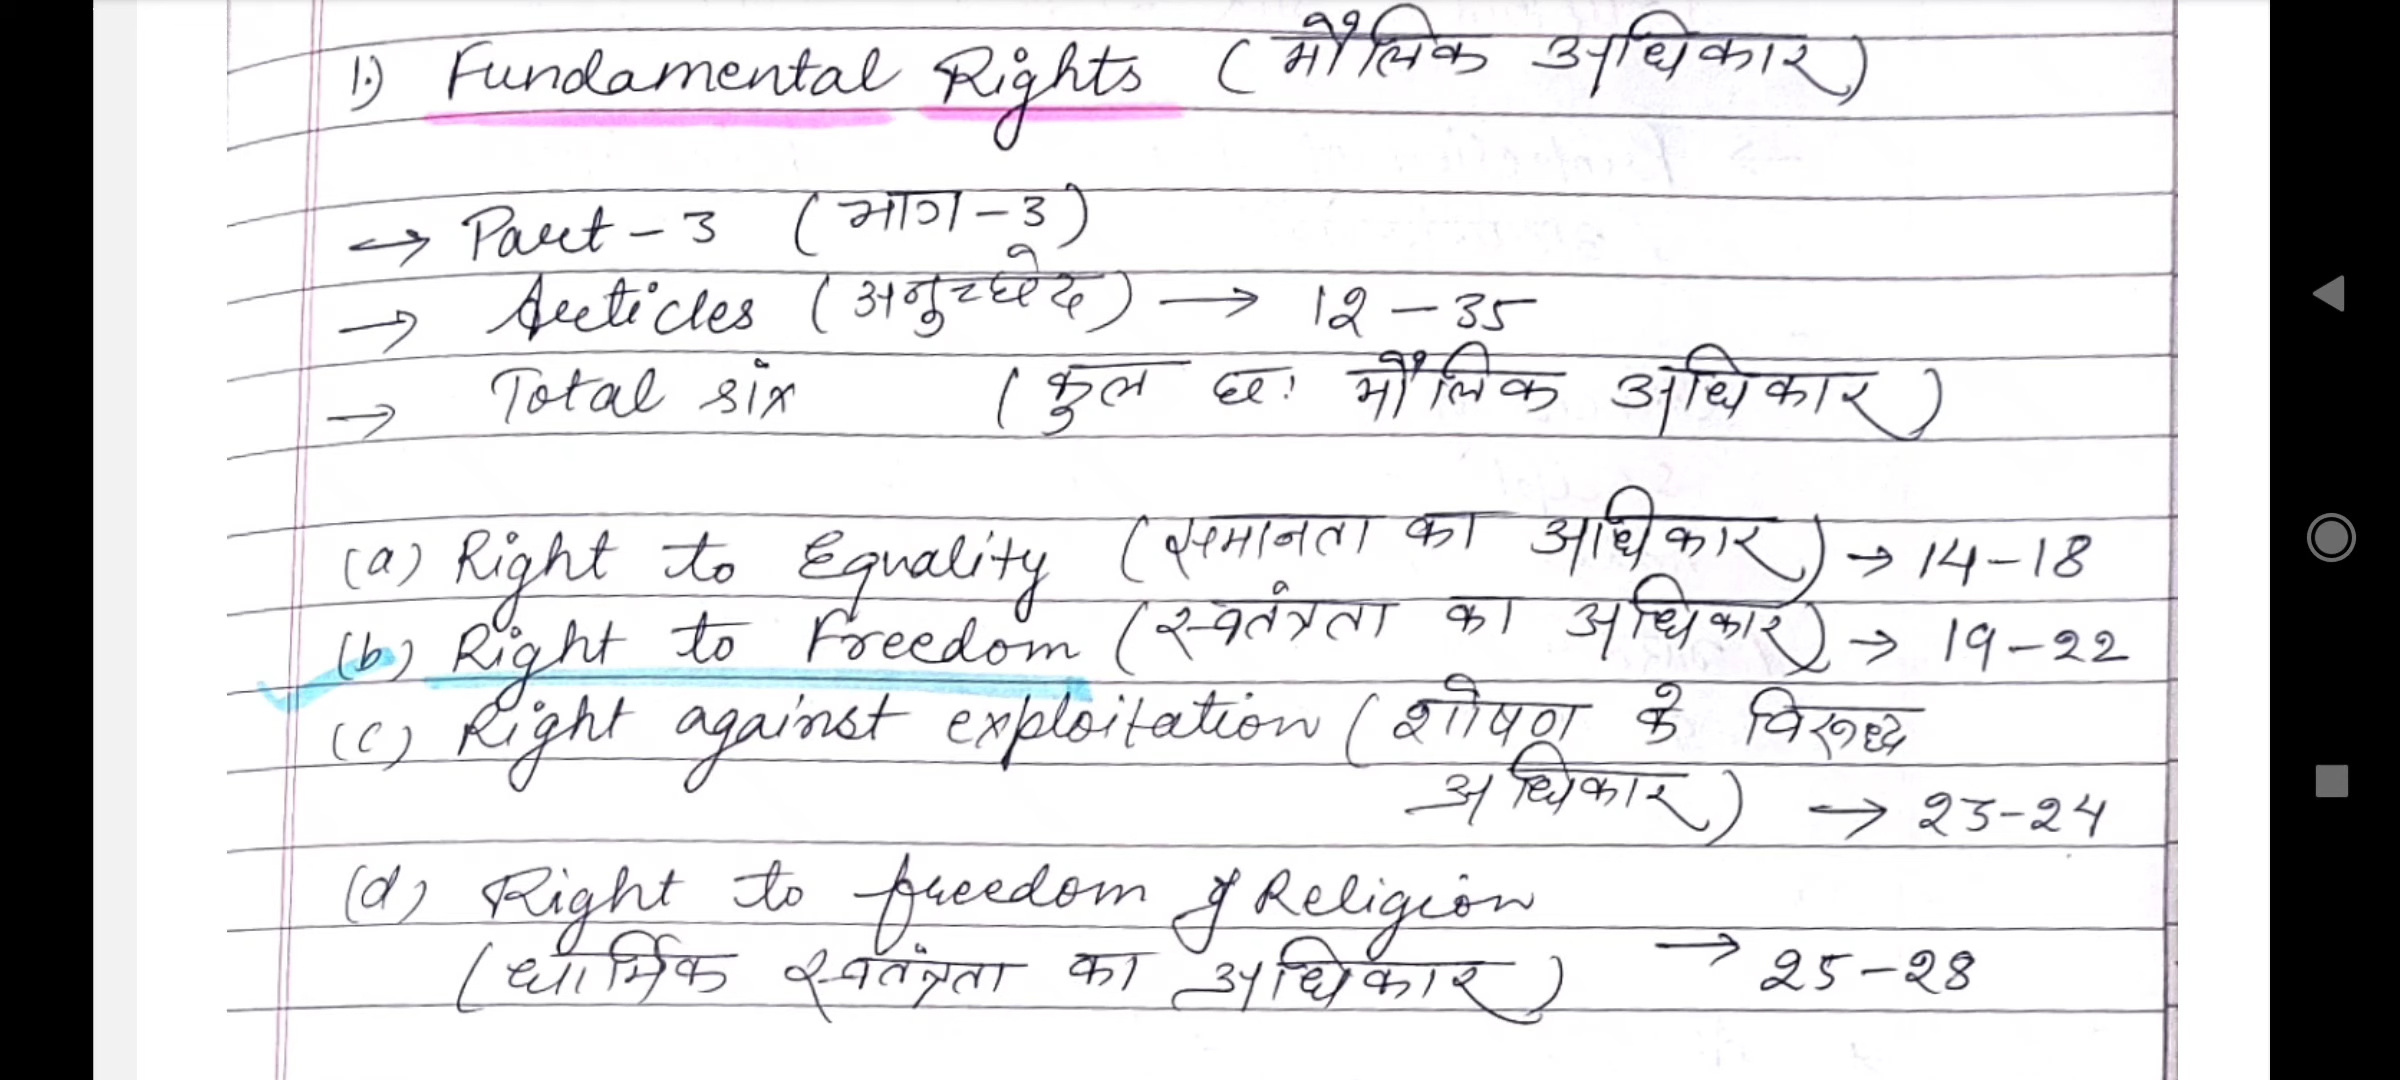 1.) Fundamental Rights (मौलिक अधिकार)
→ Part - 3 (भाग - 3)
→ Articles (अनुच्छेद) → 12 - 35
→ Total six (कुल छः मौलिक अधिकार)
(a) Right to Equality (समानता का अधिकार) → 14-18
(b) Right to Freedom (स्वतंत्रता का अधिकार) → 19-22
(c) Right against exploitation (शोषण के विरूध्द
अधिकार) → 23-24
(d) Right to freedom of Religion
(धार्मिक स्वतंत्रता का अधिकार) → 25-28